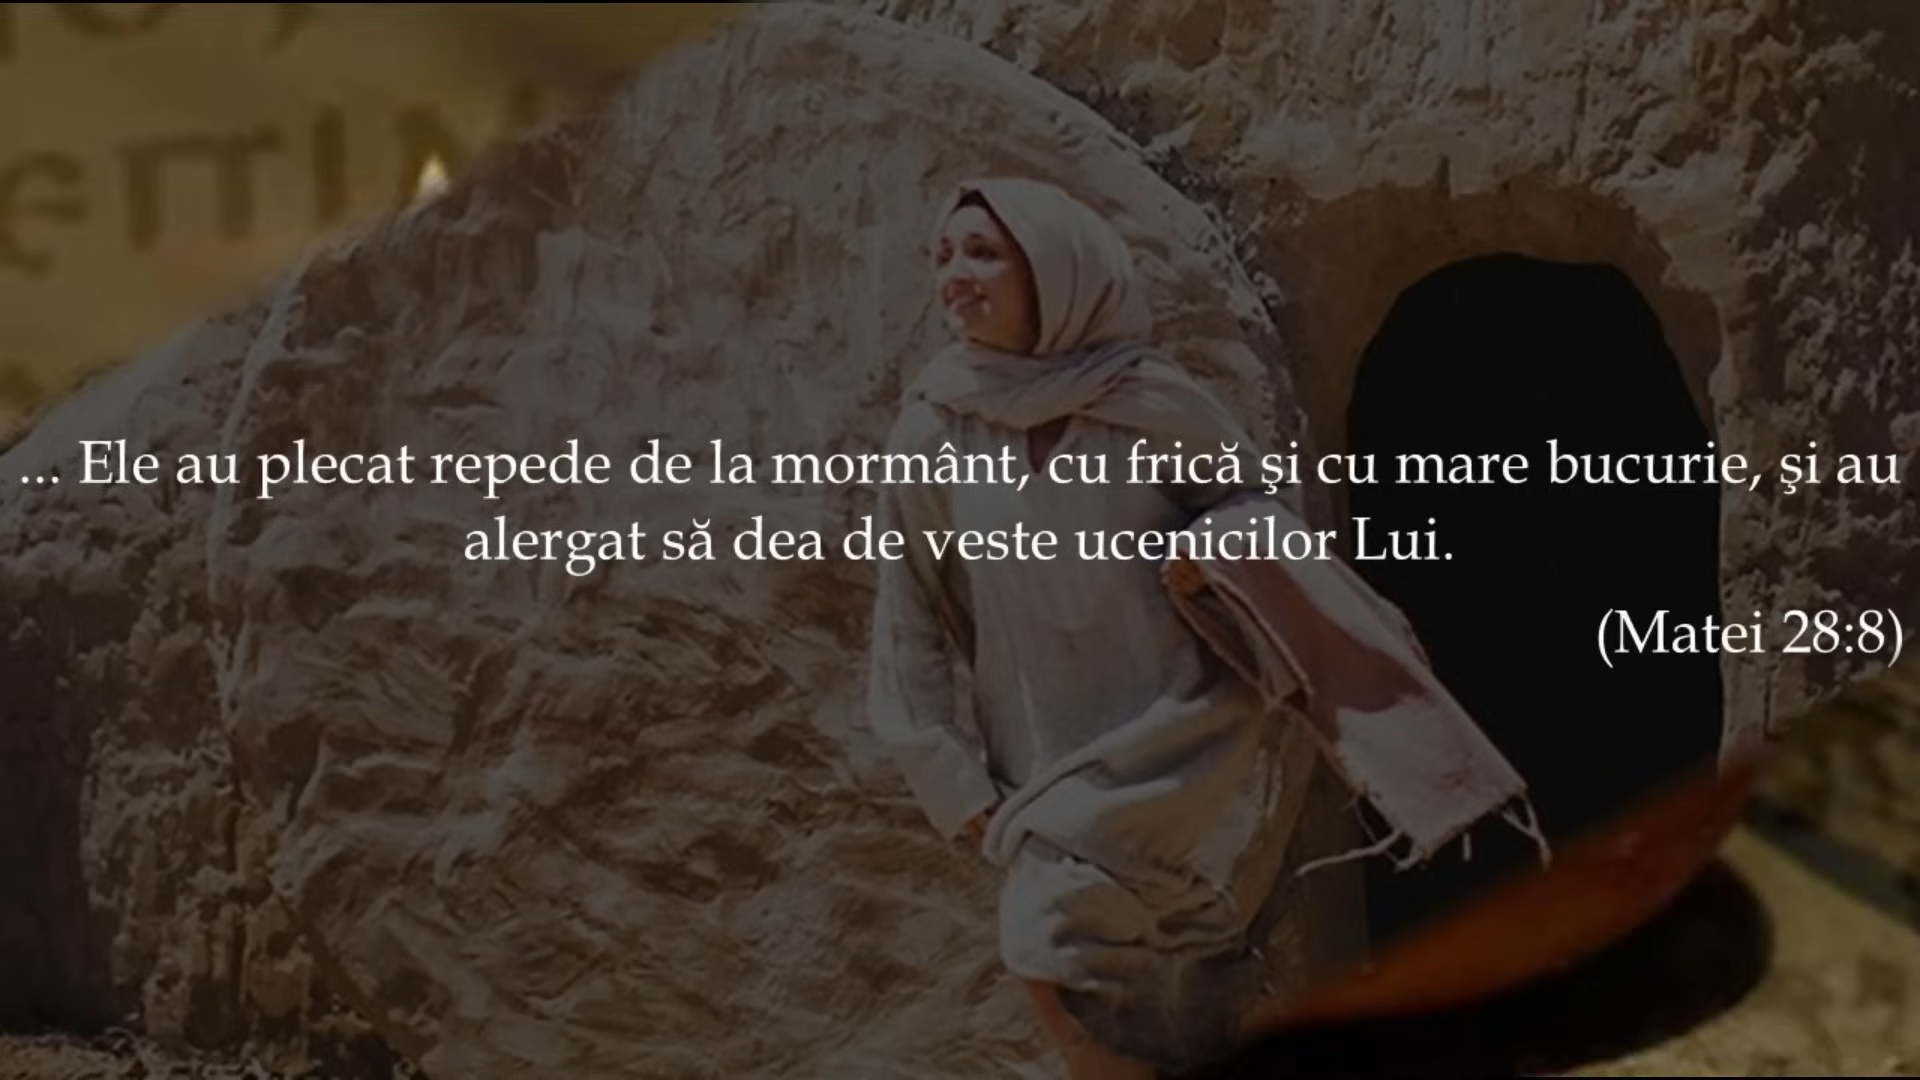 ... Ele au plecat repede de la mormânt, cu frică şi cu mare bucurie, şi au
alergat să dea de veste ucenicilor Lui.
(Matei 28:8)